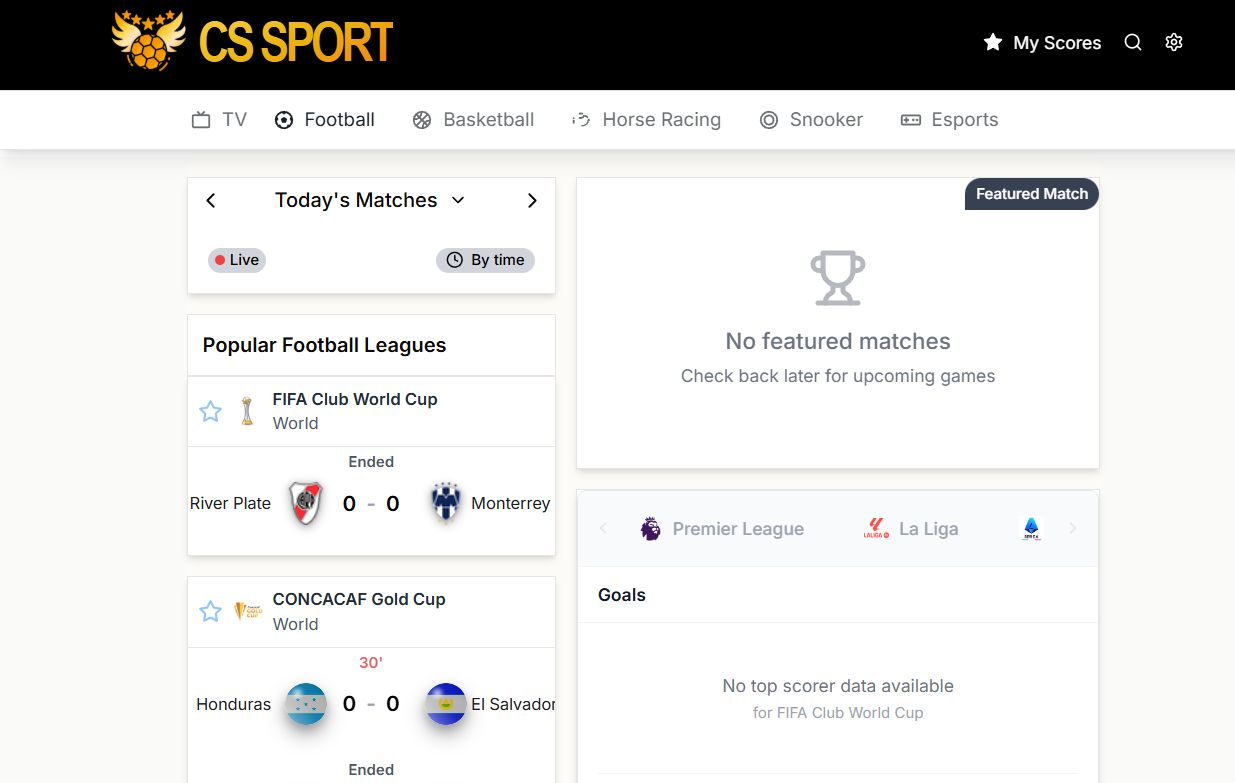 CS SPORT
My Scores
TV
Football
Basketball
Horse Racing
Snooker
Esports
Today's Matches
Live
By time
Popular Football Leagues
FIFA Club World Cup
World
Ended
River Plate
0 - 0
Monterrey
CONCACAF Gold Cup
World
30'
Honduras
0 - 0
El Salvador
Ended
Featured Match
No featured matches
Check back later for upcoming games
Premier League
LALIGA
La Liga
Goals
No top scorer data available
for FIFA Club World Cup